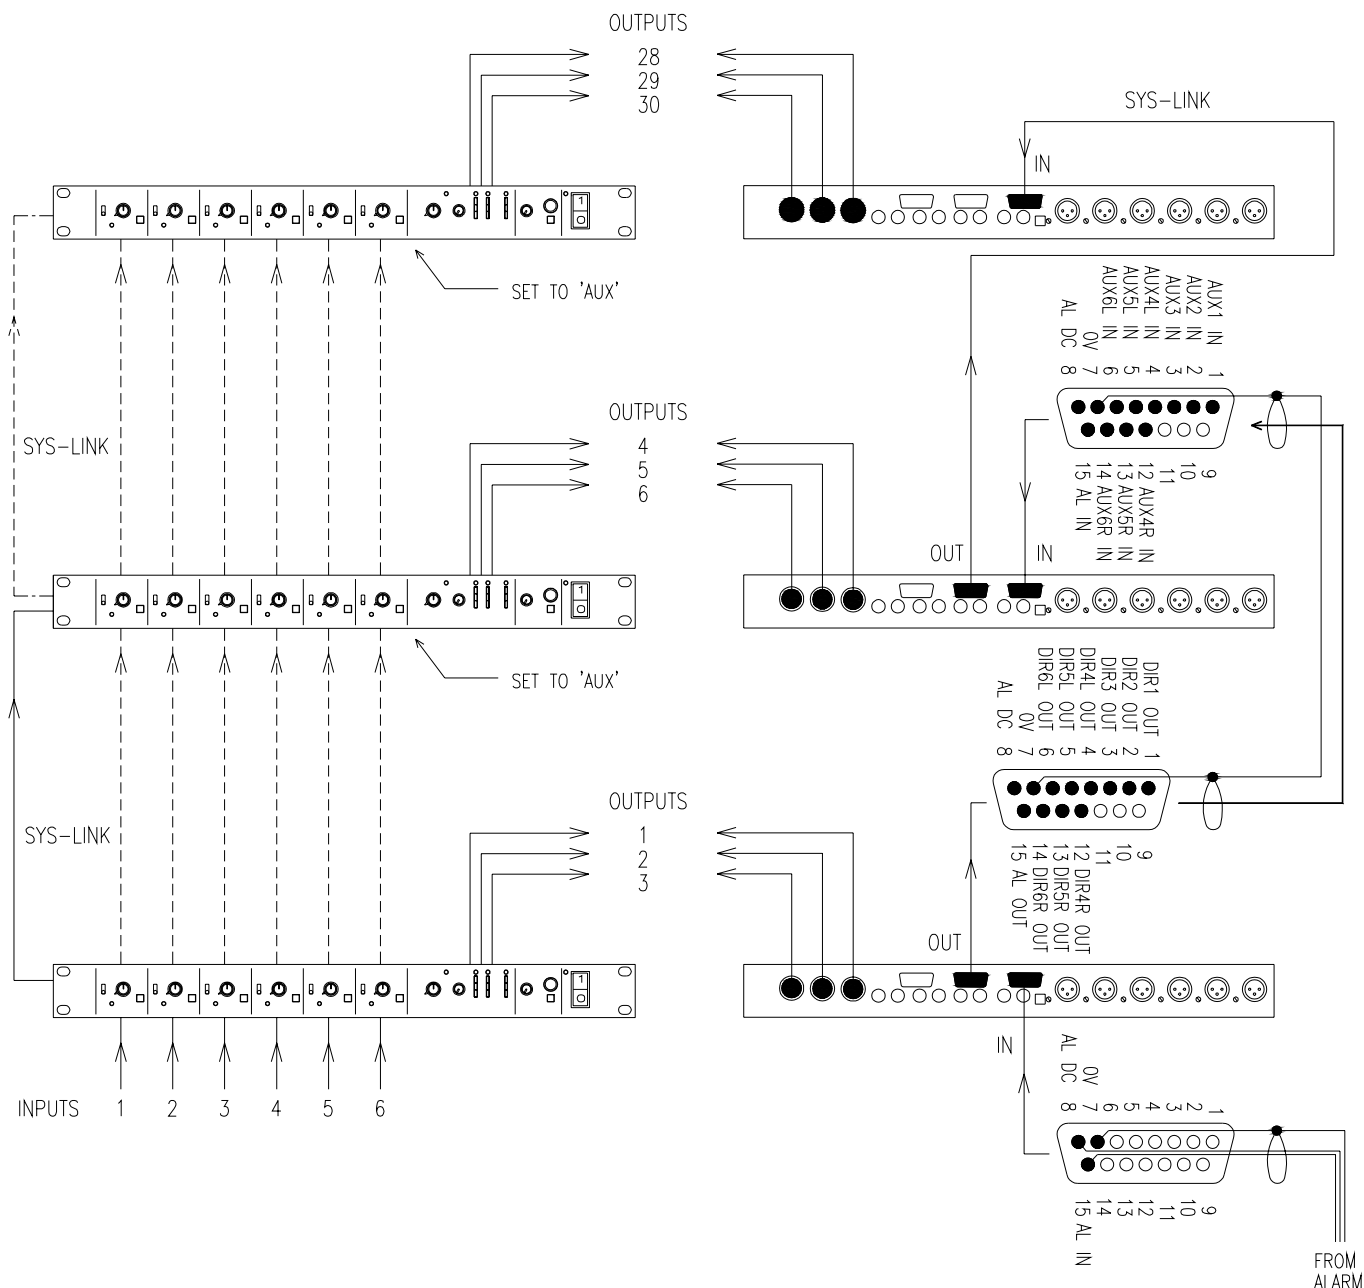 OUTPUTS
28
29
30
SYS-LINK
IN
1
O
SET TO 'AUX'
AUX1 IN
AUX2 IN
AUX3 IN
AUX4L IN
AUX5L IN
AUX6L IN
0V
AL DC
8 7 6 5 4 3 2 1
9
10
11
12 AUX4R IN
13 AUX5R IN
14 AUX6R IN
15 AL IN
SYS-LINK
OUTPUTS
4
5
6
OUT
IN
1
O
SET TO 'AUX'
DIR1 OUT
DIR2 OUT
DIR3 OUT
DIR4L OUT
DIR5L OUT
DIR6L OUT
0V
AL DC
8 7 6 5 4 3 2 1
9
10
11
12 DIR4R OUT
13 DIR5R OUT
14 DIR6R OUT
15 AL OUT
SYS-LINK
OUTPUTS
1
2
3
OUT
1
O
IN
AL DC
0V
8 7 6 5 4 3 2 1
9
10
11
12
13
14
15 AL IN
INPUTS 1 2 3 4 5 6
FROM
ALARM